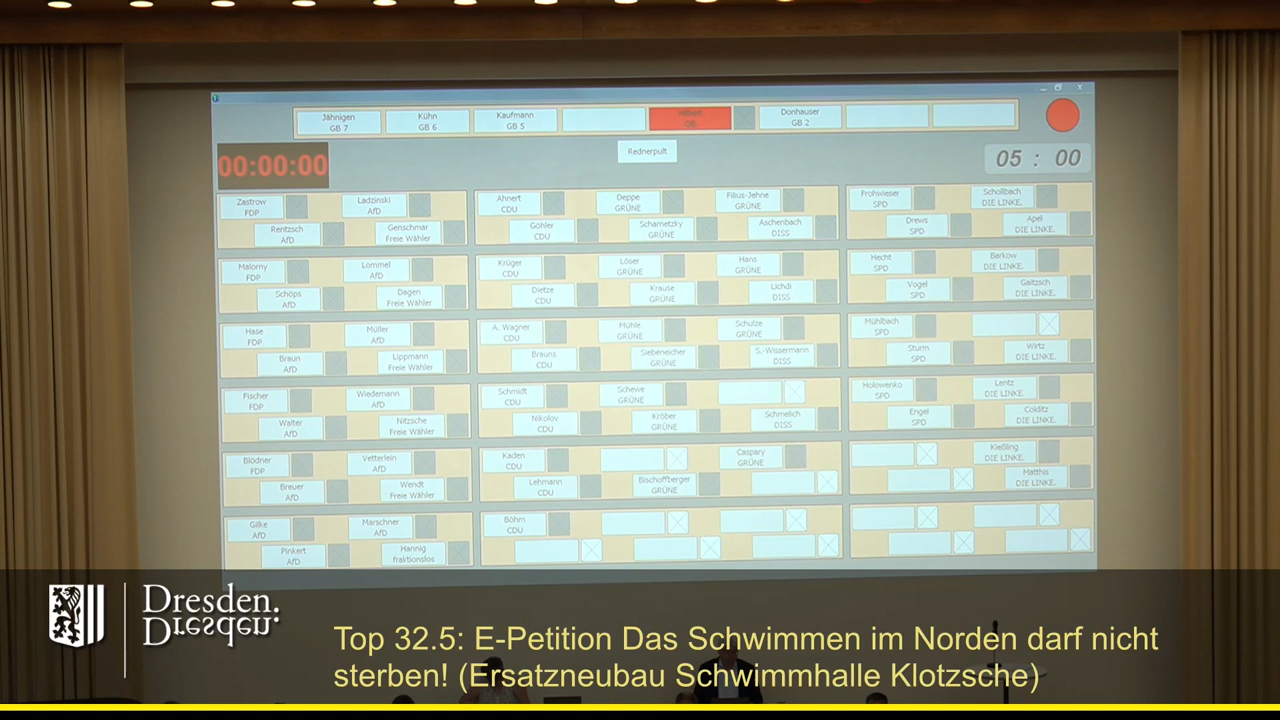 Jähnigen GB 7
Kühn GB 6
Kaufmann GB 5
Donhauser GB 2
Rednerpult
00:00:00
05 : 00
Zastrow FDP
Ladzinski AfD
Rentzsch AfD
Genschmar Freie Wähler
Ahnert CDU
Deppe GRÜNE
Filius-Jehne GRÜNE
Göhler CDU
Scharnetzky GRÜNE
Aschenbach DISS
Frohwieser SPD
Schollbach DIE LINKE.
Drews SPD
Apel DIE LINKE.
Malorny FDP
Lommel AfD
Schöps AfD
Dagen Freie Wähler
Krüger CDU
Löser GRÜNE
Hans GRÜNE
Dietze CDU
Krause GRÜNE
Lichdi DISS
Hecht SPD
Barkow DIE LINKE.
Vogel SPD
Gaitzsch DIE LINKE.
Hase FDP
Müller AfD
Braun AfD
Lippmann Freie Wähler
A. Wagner CDU
Mühle GRÜNE
Schulze GRÜNE
Brauns CDU
Siebeneicher GRÜNE
S.-Wissermann DISS
Mühlbach SPD
Sturm SPD
Wirtz DIE LINKE.
Fischer FDP
Wiedemann AfD
Walter AfD
Nitzsche Freie Wähler
Schmidt CDU
Schewe GRÜNE
Nikolov CDU
Kröber GRÜNE
Schmelich DISS
Holowenko SPD
Lentz DIE LINKE.
Engel SPD
Colditz DIE LINKE.
Blödner FDP
Vetterlein AfD
Breuer AfD
Wendt Freie Wähler
Kaden CDU
Caspary GRÜNE
Lehmann CDU
Bischoffberger GRÜNE
Kießling DIE LINKE.
Matthis DIE LINKE.
Gilke AfD
Marschner AfD
Pinkert AfD
Hannig fraktionslos
Böhm CDU
Dresden.
Dresden.
Top 32.5: E-Petition Das Schwimmen im Norden darf nicht
sterben! (Ersatzneubau Schwimmhalle Klotzsche)